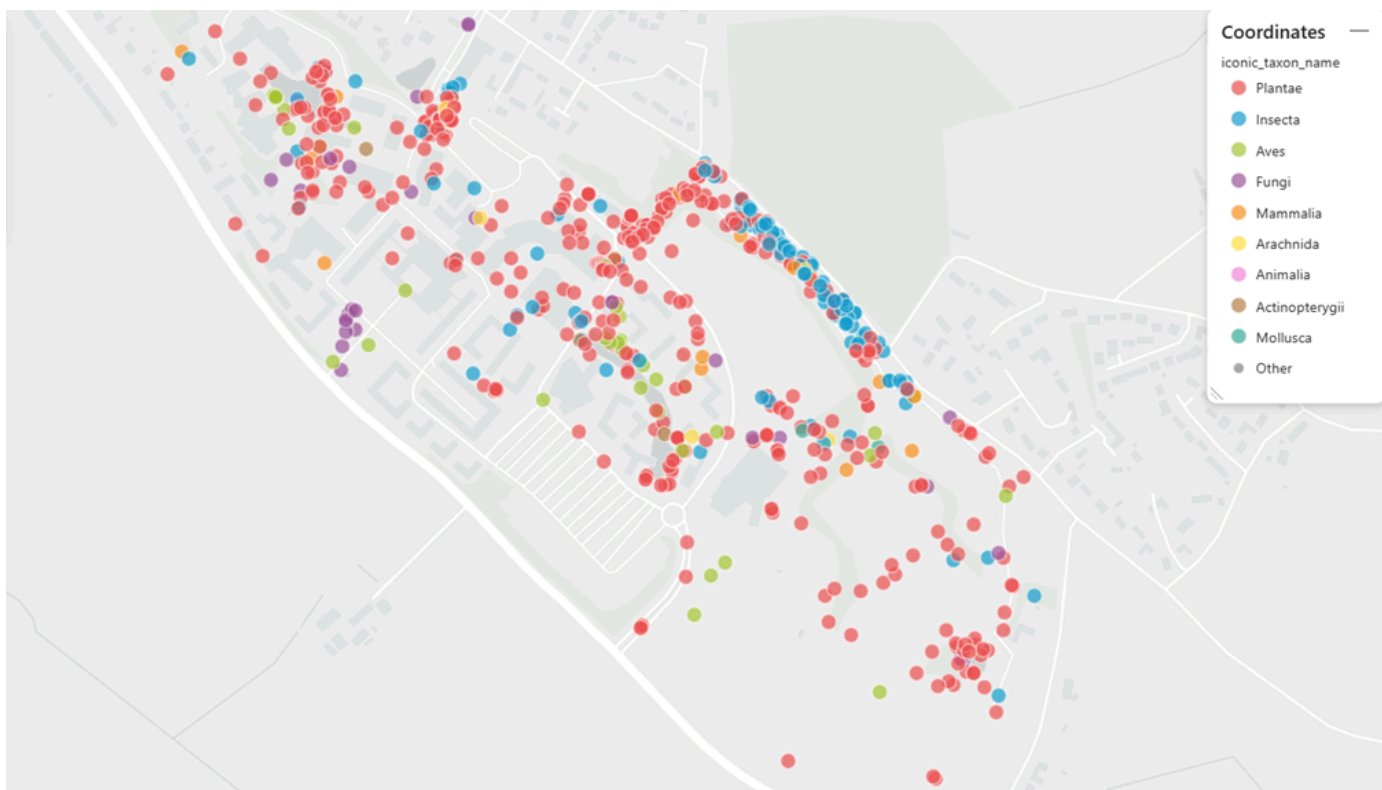 Coordinates
iconic_taxon_name
Plantae
Insecta
Aves
Fungi
Mammalia
Arachnida
Animalia
Actinopterygii
Mollusca
Other